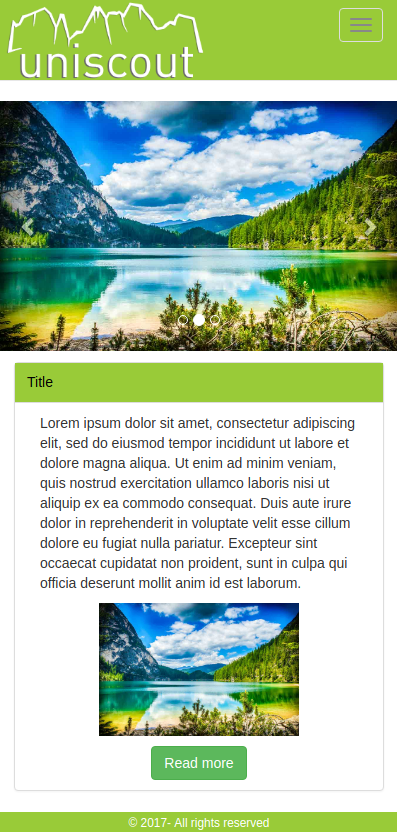 uniscout
Title
Lorem ipsum dolor sit amet, consectetur adipiscing
elit, sed do eiusmod tempor incididunt ut labore et
dolore magna aliqua. Ut enim ad minim veniam,
quis nostrud exercitation ullamco laboris nisi ut
aliquip ex ea commodo consequat. Duis aute irure
dolor in reprehenderit in voluptate velit esse cillum
dolore eu fugiat nulla pariatur. Excepteur sint
occaecat cupidatat non proident, sunt in culpa qui
officia deserunt mollit anim id est laborum.
Read more
© 2017- All rights reserved